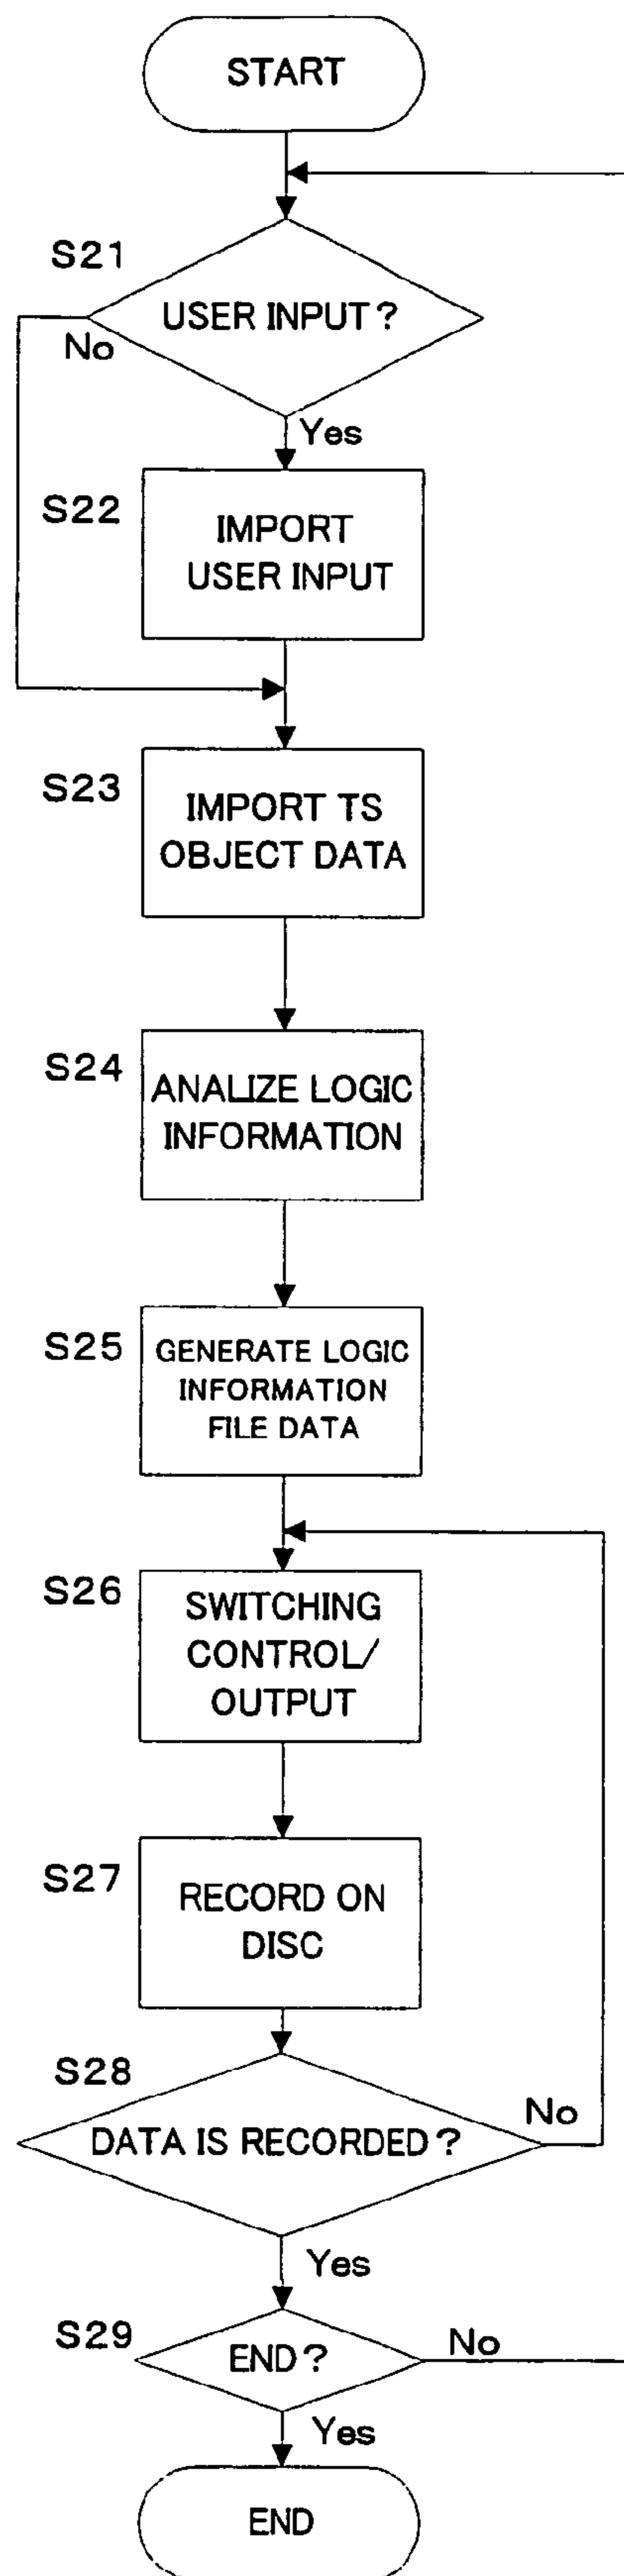 START
S21
USER INPUT?
No
Yes
S22
IMPORT
USER INPUT
S23
IMPORT TS
OBJECT DATA
S24
ANALIZE LOGIC
INFORMATION
S25
GENERATE LOGIC
INFORMATION
FILE DATA
S26
SWITCHING
CONTROL/
OUTPUT
S27
RECORD ON
DISC
S28
DATA IS RECORDED?
No
Yes
S29
END?
No
Yes
END